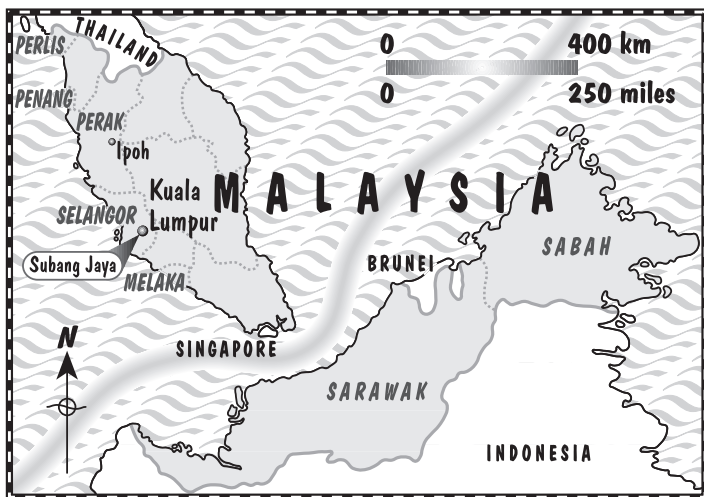 PERLIS
THAILAND
0 400 km
0 250 miles
PENANG
PERAK
Ipoh
MALAYSIA
Kuala
Lumpur
SELANGOR
Subang Jaya
MELAKA
SABAH
BRUNEI
SINGAPORE
N
SARAWAK
INDONESIA